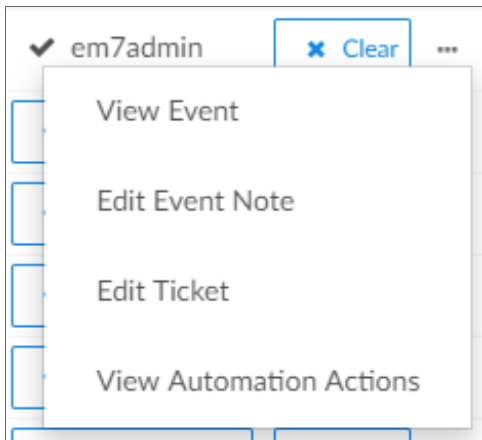 em7admin Clear
View Event
Edit Event Note
Edit Ticket
View Automation Actions